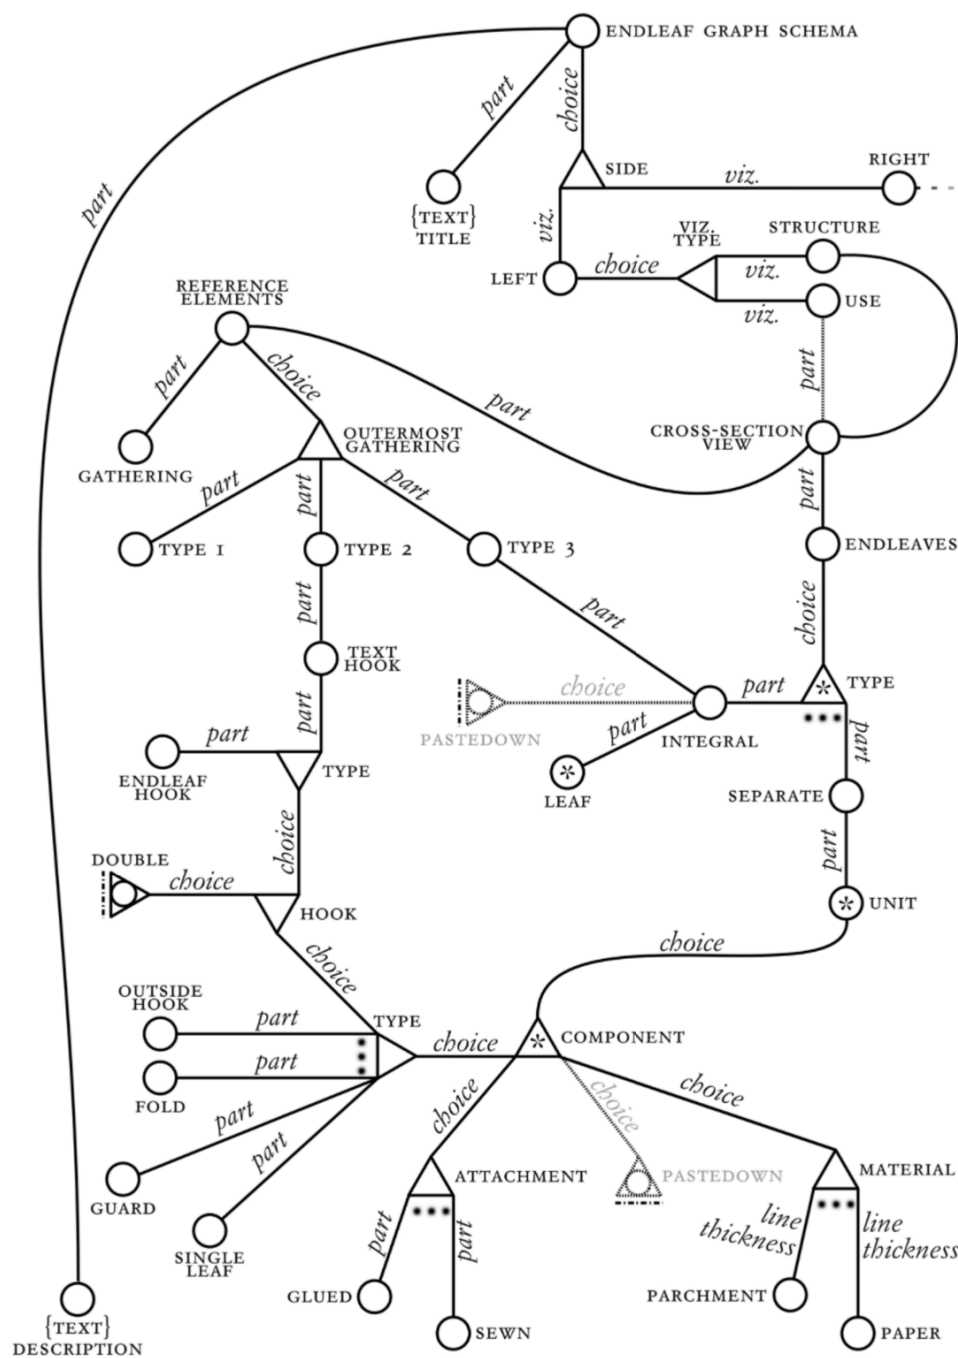 ENDLEAF GRAPH SCHEMA
part
choice
part
SIDE
viz.
RIGHT
{TEXT}
TITLE
viz.
VIZ.
TYPE
STRUCTURE
LEFT
choice
viz.
viz.
USE
REFERENCE
ELEMENTS
part
choice
part
part
CROSS-SECTION
VIEW
OUTERMOST
GATHERING
GATHERING
part
part
part
part
TYPE 1
TYPE 2
TYPE 3
ENDLEAVES
part
part
choice
TEXT
HOOK
choice
part
TYPE
*
PASTEDOWN
part
INTEGRAL
part
part
part
TYPE
ENDLEAF
HOOK
*
LEAF
SEPARATE
part
choice
DOUBLE
choice
HOOK
*
UNIT
choice
choice
OUTSIDE
HOOK
part
TYPE
choice
*
COMPONENT
part
FOLD
part
choice
choice
choice
part
GUARD
ATTACHMENT
PASTEDOWN
MATERIAL
SINGLE
LEAF
part
part
line
thickness
line
thickness
GLUED
PARCHMENT
SEWN
PAPER
{TEXT}
DESCRIPTION